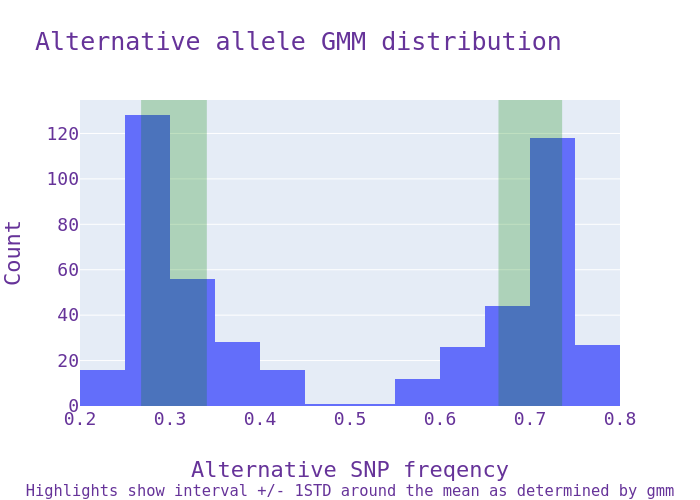 Alternative allele GMM distribution
Count
120
100
80
60
40
20
0
0.2 0.3 0.4 0.5 0.6 0.7 0.8
Alternative SNP freqency
Highlights show interval +/- 1STD around the mean as determined by gmm